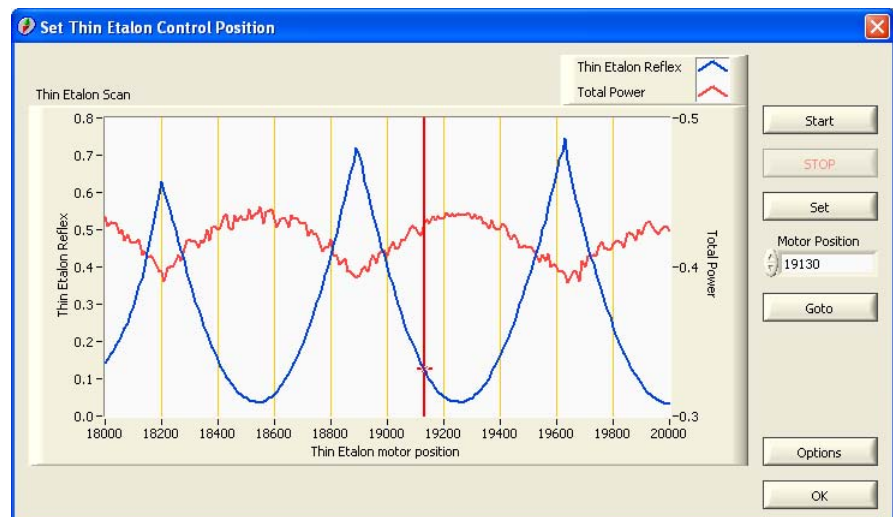 Set Thin Etalon Control Position
Thin Etalon Reflex
Total Power
Thin Etalon Scan
0.8
0.7
0.6
0.5
0.4
0.3
0.2
0.1
0.0
Thin Etalon Reflex
18000 18200 18400 18600 18800 19000 19200 19400 19600 19800 20000
Thin Etalon motor position
0.5
0.4
0.3
Total Power
Start
STOP
Set
Motor Position
19130
Goto
Options
OK